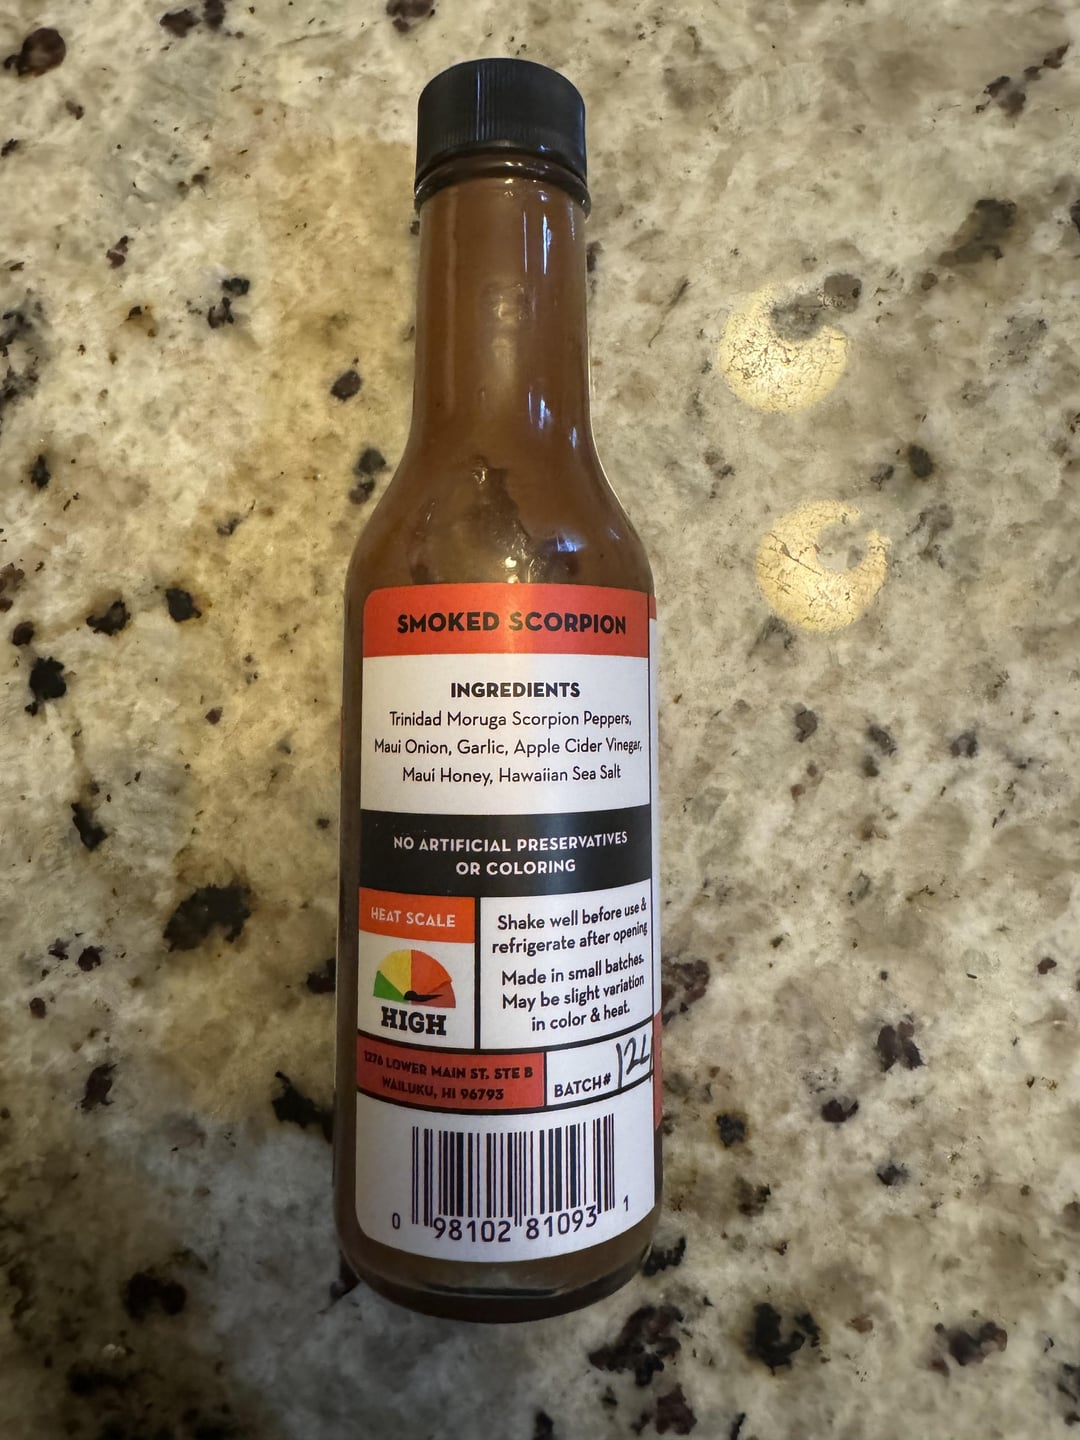 SMOKED SCORPION
INGREDIENTS
Trinidad Moruga Scorpion Peppers,
Maui Onion, Garlic, Apple Cider Vinegar,
Maui Honey, Hawaiian Sea Salt
NO ARTIFICIAL PRESERVATIVES
OR COLORING
HEAT SCALE
HIGH
Shake well before use &
refrigerate after opening
Made in small batches.
May be slight variation
in color & heat.
1276 LOWER MAIN ST. STE B
WAILUKU, HI 96793
BATCH#
0 98102 81093 1